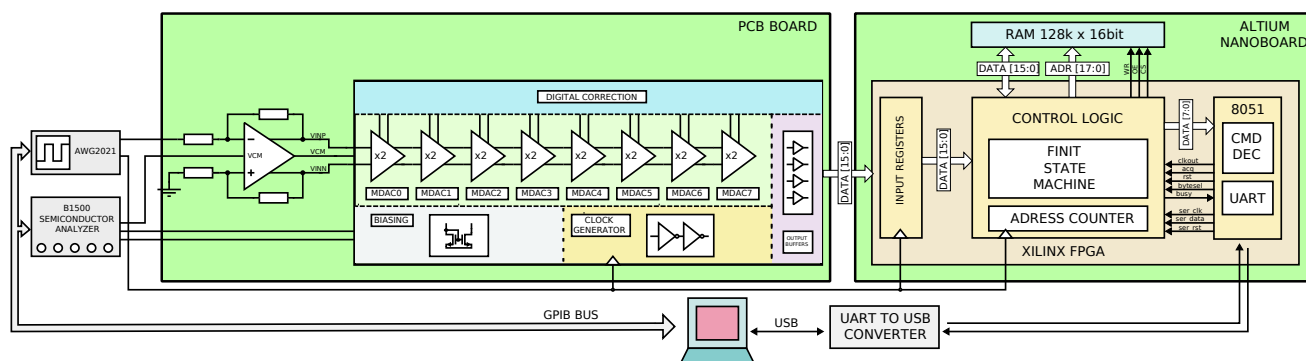 PCB BOARD
ALTIUM
NANOBOARD
RAM 128k x 16bit
DATA [15:0]
ADR [17:0]
WR
OE
CS
DIGITAL CORRECTION
AWG2021
VINP
VCM
VCM
VINN
x2
x2
x2
x2
x2
x2
x2
x2
MDAC0
MDAC1
MDAC2
MDAC3
MDAC4
MDAC5
MDAC6
MDAC7
B1500
SEMICONDUCTOR
ANALYZER
BIASING
CLOCK
GENERATOR
OUTPUT
BUFFERS
DATA [15:0]
INPUT REGISTERS
DATA [15:0]
CONTROL LOGIC
FINIT
STATE
MACHINE
ADRESS COUNTER
DATA [7:0]
8051
CMD
DEC
UART
clkout
acq
rst
bytesel
busy
ser clk
ser data
ser rst
XILINX FPGA
GPIB BUS
USB
UART TO USB
CONVERTER